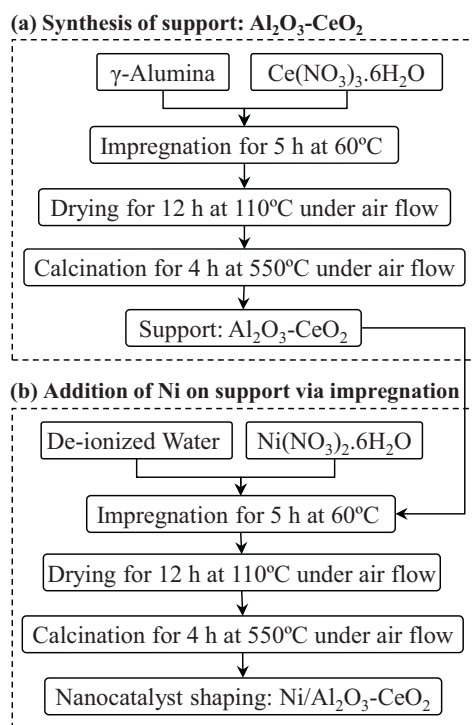 (a) Synthesis of support: Al₂O₃-CeO₂
γ-Alumina
Ce(NO₃)₃.6H₂O
Impregnation for 5 h at 60ºC
Drying for 12 h at 110ºC under air flow
Calcination for 4 h at 550ºC under air flow
Support: Al₂O₃-CeO₂
(b) Addition of Ni on support via impregnation
De-ionized Water
Ni(NO₃)₂.6H₂O
Impregnation for 5 h at 60ºC
Drying for 12 h at 110ºC under air flow
Calcination for 4 h at 550ºC under air flow
Nanocatalyst shaping: Ni/Al₂O₃-CeO₂